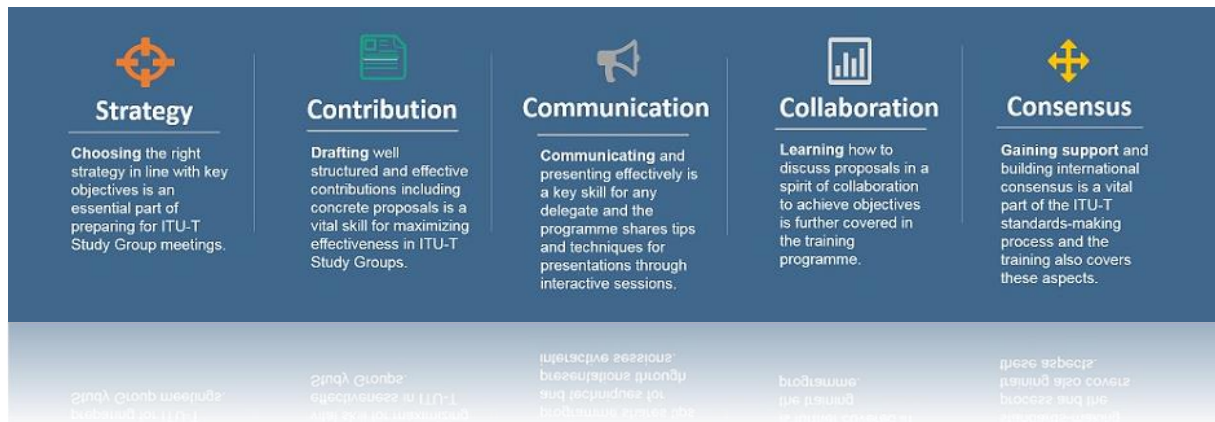 Strategy
Choosing the right
strategy in line with key
objectives is an
essential part of
preparing for ITU-T
Study Group meetings.
Contribution
Drafting well
structured and effective
contributions including
concrete proposals is a
vital skill for maximizing
effectiveness in ITU-T
Study Groups.
Communication
Communicating and
presenting effectively is
a key skill for any
delegate and the
programme shares tips
and techniques for
presentations through
interactive sessions.
Collaboration
Learning how to
discuss proposals in a
spirit of collaboration
to achieve objectives
is further covered in
the training
programme.
Consensus
Gaining support and
building international
consensus is a vital
part of the ITU-T
standards-making
process and the
training also covers
these aspects.